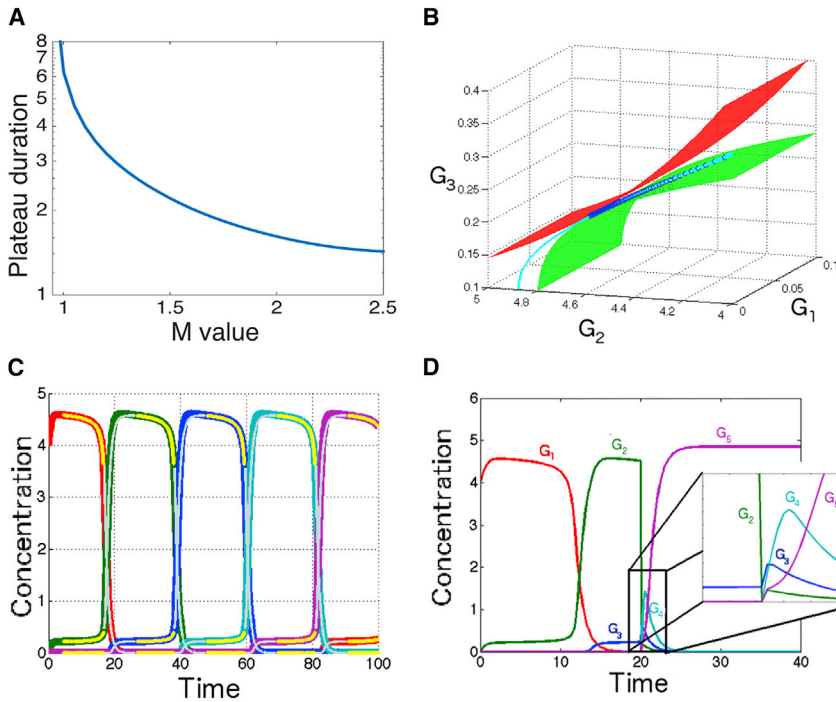 A
8
7
6
5
4
3
2
1
Plateau duration
1
1.5
2
2.5
M value
B
0.4
0.35
0.3
0.25
0.2
0.15
0.1
G3
5
4.8
4.6
4.4
4.2
4
G2
0
0.05
0.1
G1
C
5
4
3
2
1
0
Concentration
0
20
40
60
80
100
Time
D
6
5
4
3
2
1
0
Concentration
0
10
20
30
40
Time
G1
G2
G5
G3
G4
G2
G4
G3